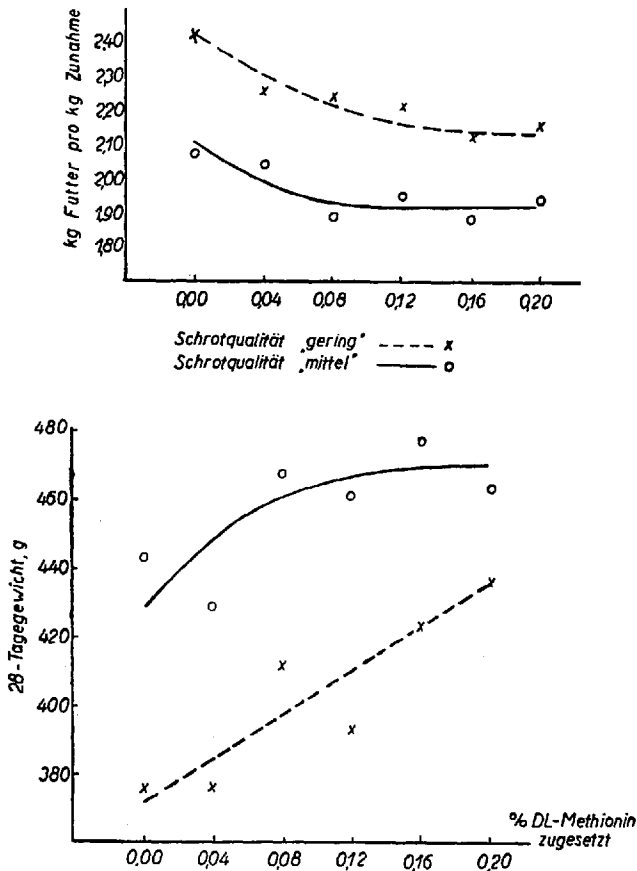 kg Futter pro kg Zunahme
2,40
2,30
2,20
2,10
2,00
1,90
1,80
0,00 0,04 0,08 0,12 0,16 0,20
Schrotqualität „gering" x
Schrotqualität „mittel" o
28-Tagegewicht, g
480
460
440
420
400
380
0,00 0,04 0,08 0,12 0,16 0,20
% DL-Methionin
zugesetzt